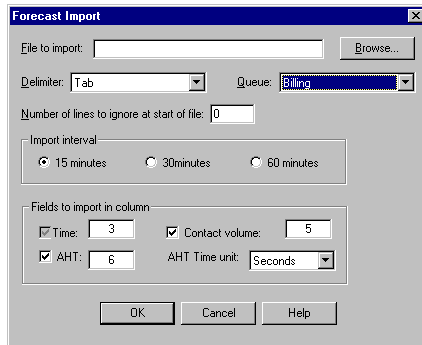 Forecast Import
File to import: Browse...
Delimiter: Tab Queue: Billing
Number of lines to ignore at start of file: 0
Import interval
15 minutes 30minutes 60 minutes
Fields to import in column
Time: 3 Contact volume: 5
AHT: 6 AHT Time unit: Seconds
OK Cancel Help